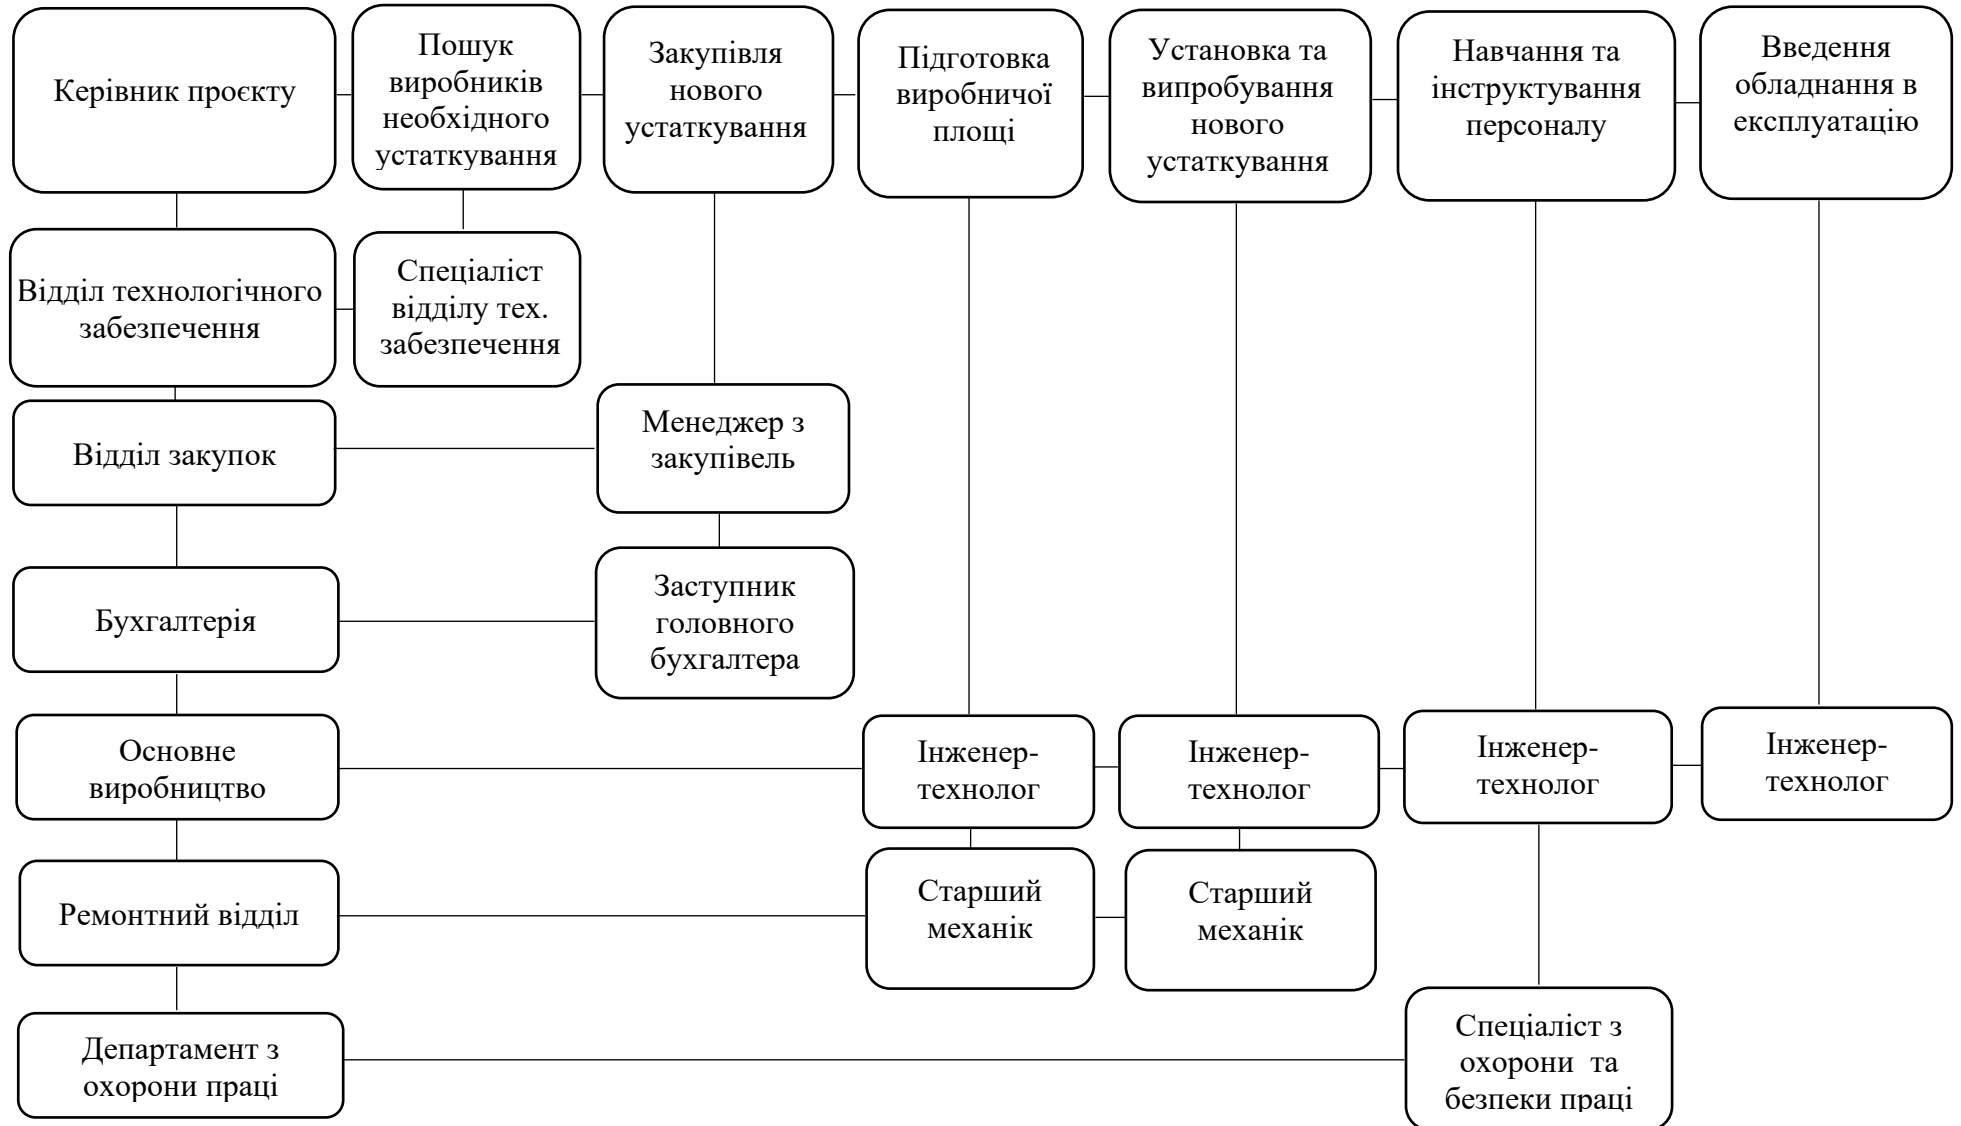 Керівник проєкту
Пошук
виробників
необхідного
устаткування
Закупівля
нового
устаткування
Підготовка
виробничої
площі
Установка та
випробування
нового
устаткування
Навчання та
інструктування
персоналу
Введення
обладнання в
експлуатацію
Відділ технологічного
забезпечення
Спеціаліст
відділу тех.
забезпечення
Відділ закупок
Менеджер з
закупівель
Бухгалтерія
Заступник
головного
бухгалтера
Основне
виробництво
Інженер-
технолог
Інженер-
технолог
Інженер-
технолог
Інженер-
технолог
Ремонтний відділ
Старший
механік
Старший
механік
Департамент з
охорони праці
Спеціаліст з
охорони та
безпеки праці